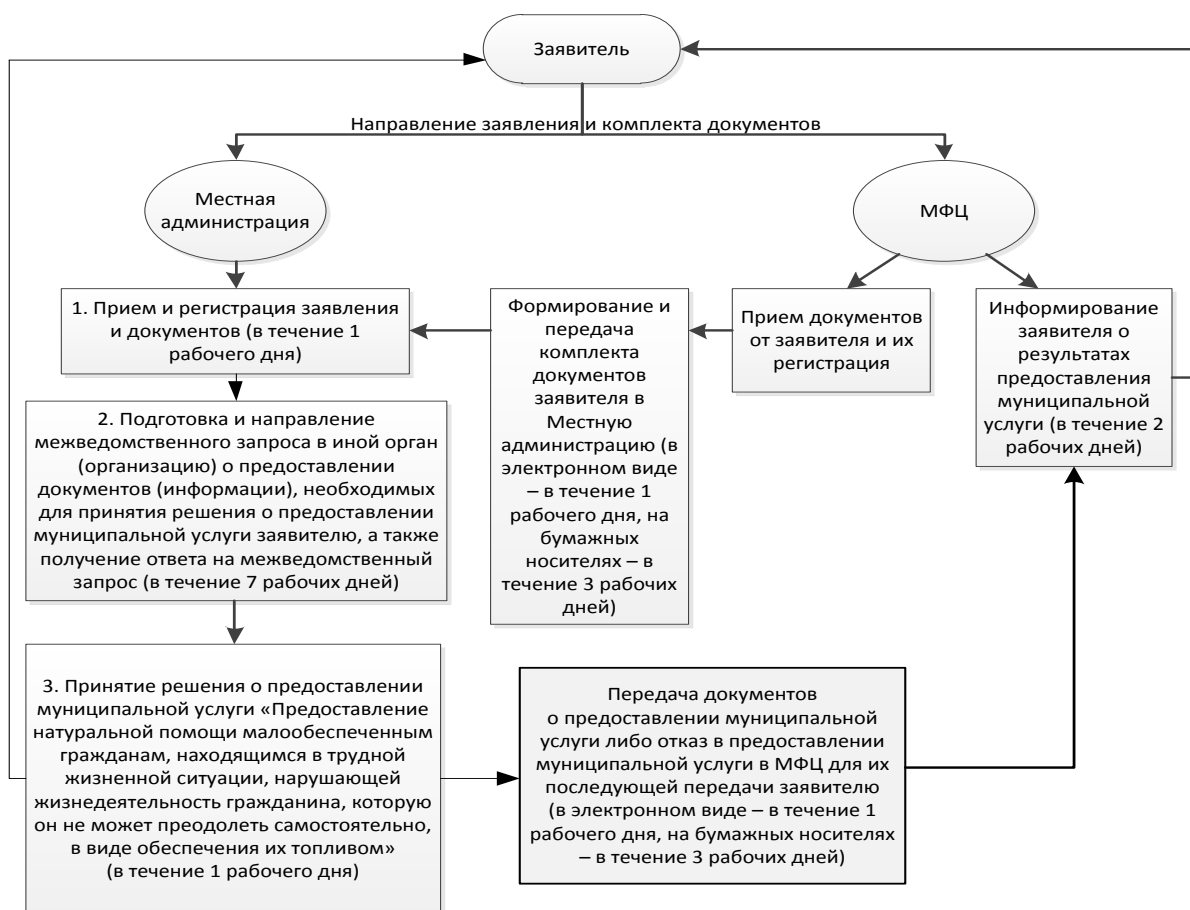 Заявитель
Направление заявления и комплекта документов
Местная
администрация
МФЦ
1. Прием и регистрация заявления
и документов (в течение 1
рабочего дня)
Формирование и
передача
комплекта
документов
заявителя в
Местную
администрацию (в
электронном виде
– в течение 1
рабочего дня, на
бумажных
носителях – в
течение 3 рабочих
дней)
Прием документов
от заявителя и их
регистрация
Информирование
заявителя о
результатах
предоставления
муниципальной
услуги (в течение 2
рабочих дней)
2. Подготовка и направление
межведомственного запроса в иной орган
(организацию) о предоставлении
документов (информации), необходимых
для принятия решения о предоставлении
муниципальной услуги заявителю, а также
получение ответа на межведомственный
запрос (в течение 7 рабочих дней)
3. Принятие решения о предоставлении
муниципальной услуги «Предоставление
натуральной помощи малообеспеченным
гражданам, находящимся в трудной
жизненной ситуации, нарушающей
жизнедеятельность гражданина, которую
он не может преодолеть самостоятельно,
в виде обеспечения их топливом»
(в течение 1 рабочего дня)
Передача документов
о предоставлении муниципальной
услуги либо отказ в предоставлении
муниципальной услуги в МФЦ для их
последующей передачи заявителю
(в электронном виде – в течение 1
рабочего дня, на бумажных носителях
– в течение 3 рабочих дней)